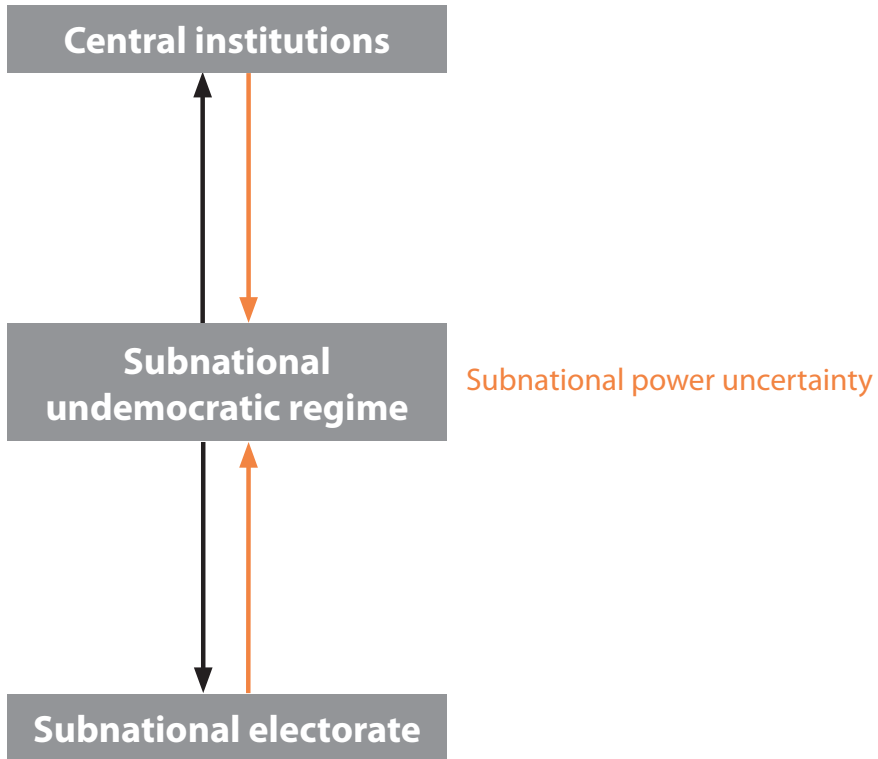 Central institutions
Subnational
undemocratic regime
Subnational power uncertainty
Subnational electorate